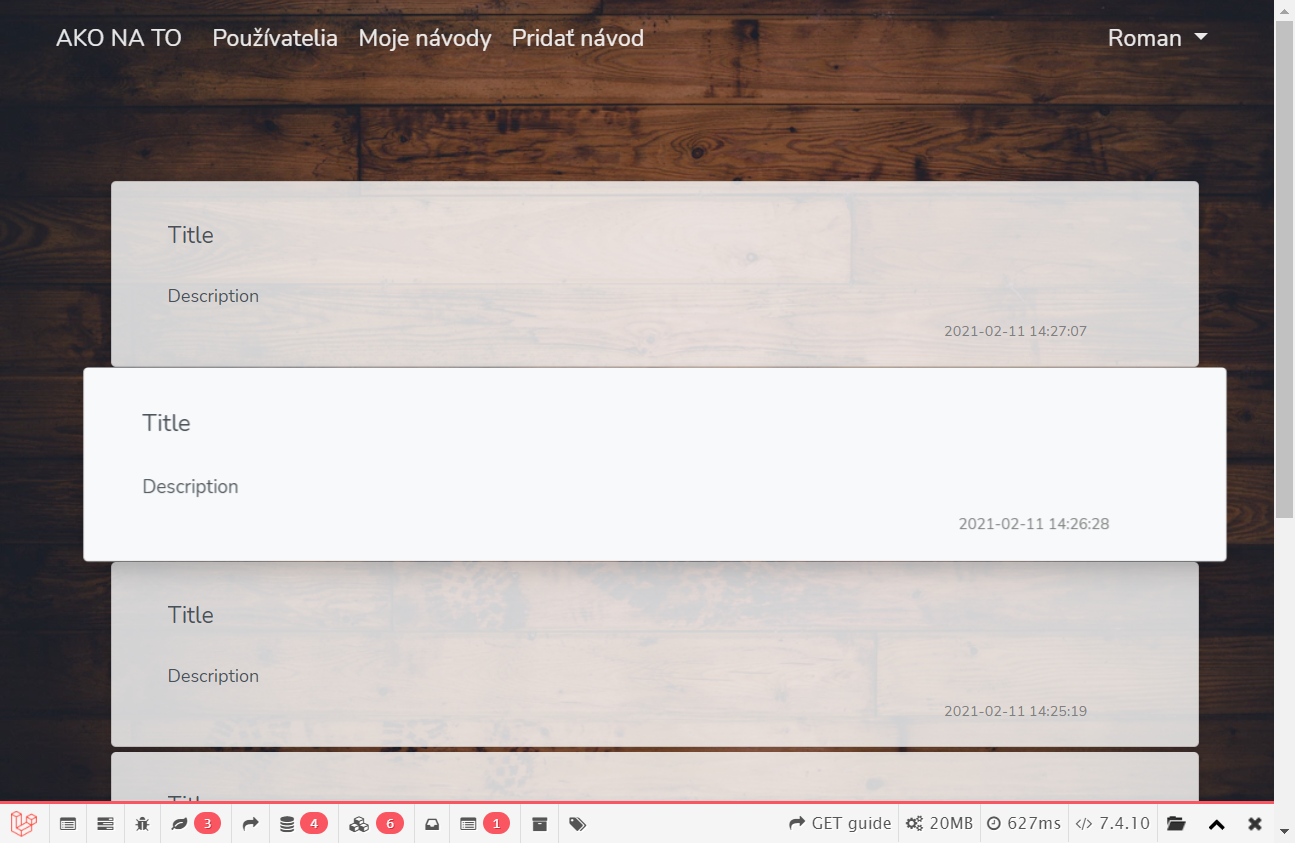 AKO NA TO Používatelia Moje návody Pridať návod Roman
Title
Description
2021-02-11 14:27:07
Title
Description
2021-02-11 14:26:28
Title
Description
2021-02-11 14:25:19
Title
3 4 6 1 GET guide 20MB 627ms 7.4.10